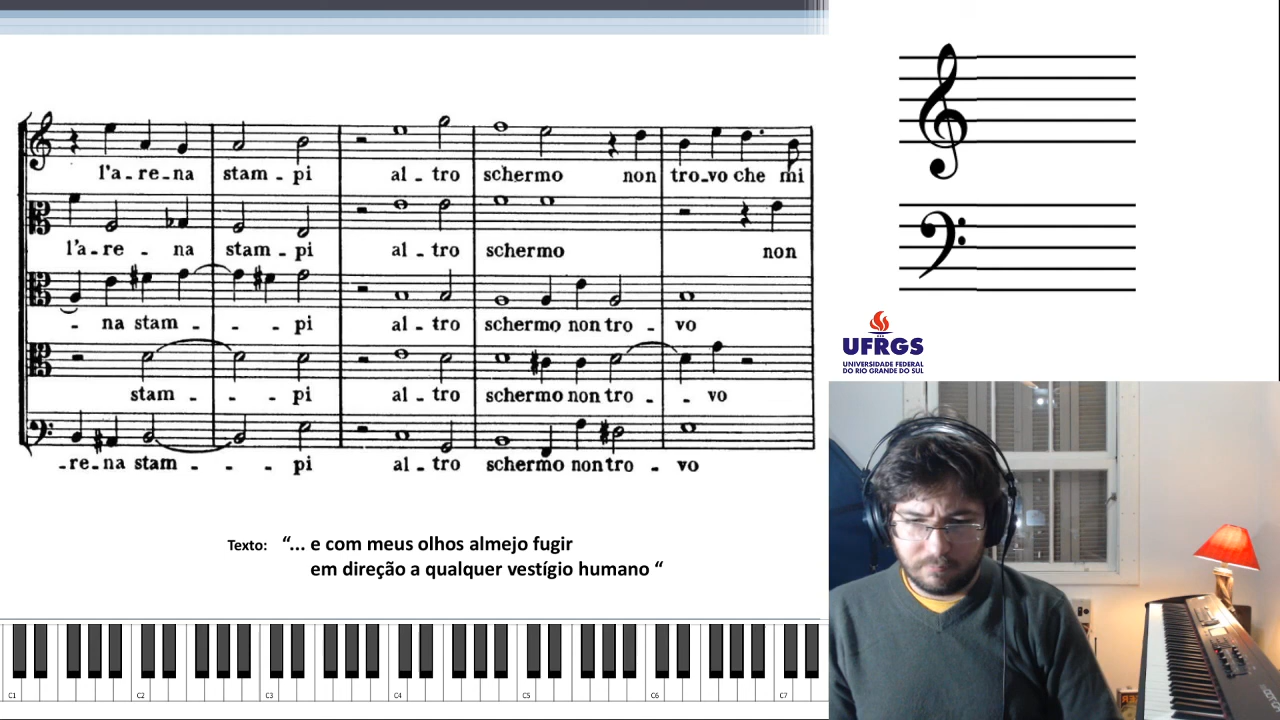 l'a-re-na stam-pi al-tro schermo non tro-vo che mi
l'a-re-na stam-pi al-tro schermo non
-na stam---pi al-tro schermo non tro-vo
stam---pi al-tro schermo non tro--vo
-re-na stam---pi al-tro schermo non tro-vo
Texto: “... e com meus olhos almejo fugir
em direção a qualquer vestígio humano “
C1 C2 C3 C4 C5 C6 C7
UFRGS
UNIVERSIDADE FEDERAL
DO RIO GRANDE DO SUL